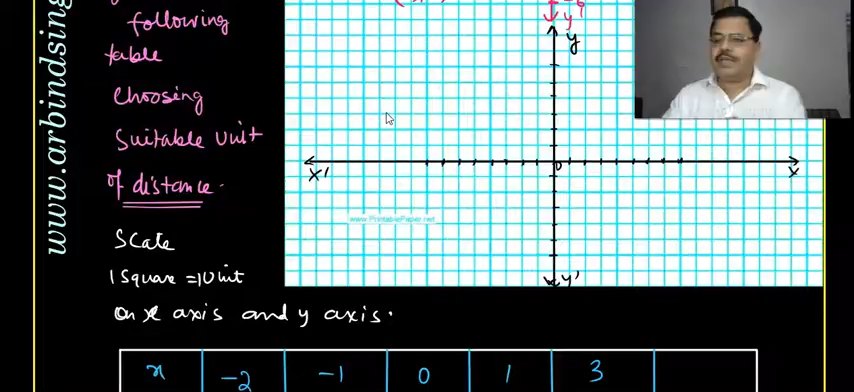 www.arbindsing
following
table
choosing
suitable unit
of distance.
Scale
1 Square = 1 Unit
on x axis and y axis.
y'
y
x'
0
x
www.PrintablePaper.net
y'
x -2 -1 0 1 3